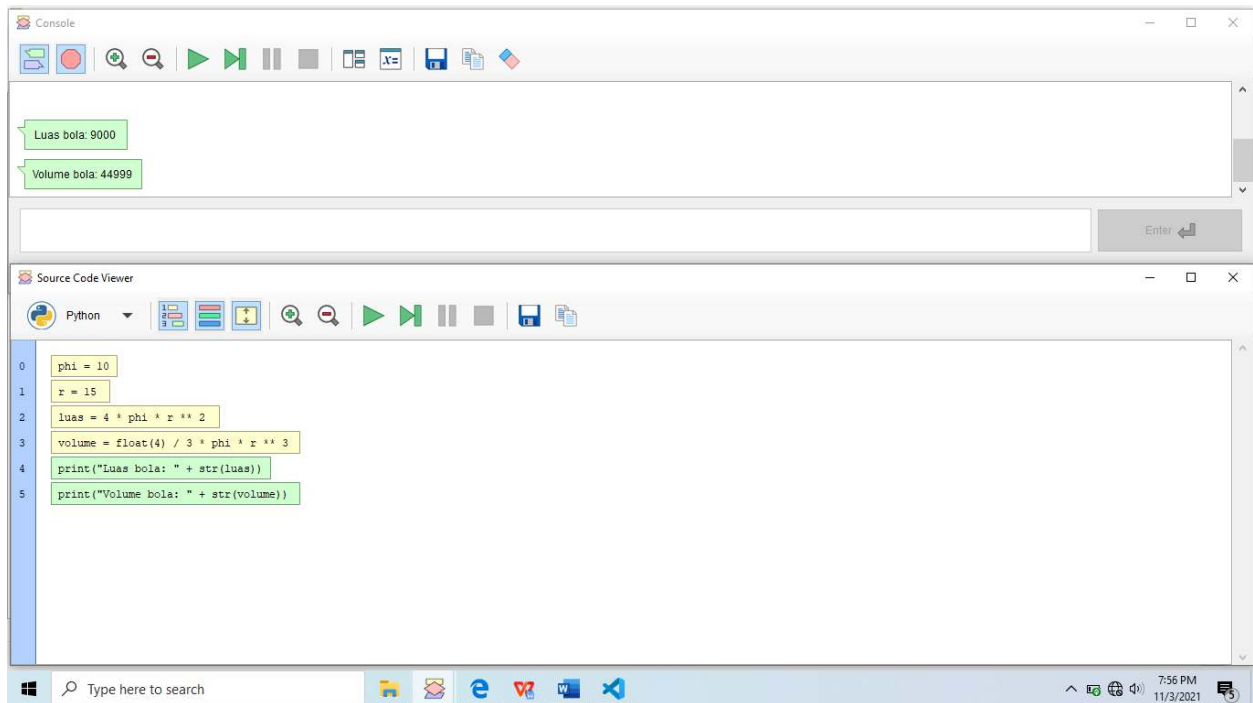 Console
x=
Luas bola: 9000
Volume bola: 44999
Enter
Source Code Viewer
Python
0 phi = 10
1 r = 15
2 luas = 4 * phi * r ** 2
3 volume = float(4) / 3 * phi * r ** 3
4 print("Luas bola: " + str(luas))
5 print("Volume bola: " + str(volume))
Type here to search
7:56 PM
11/3/2021
5